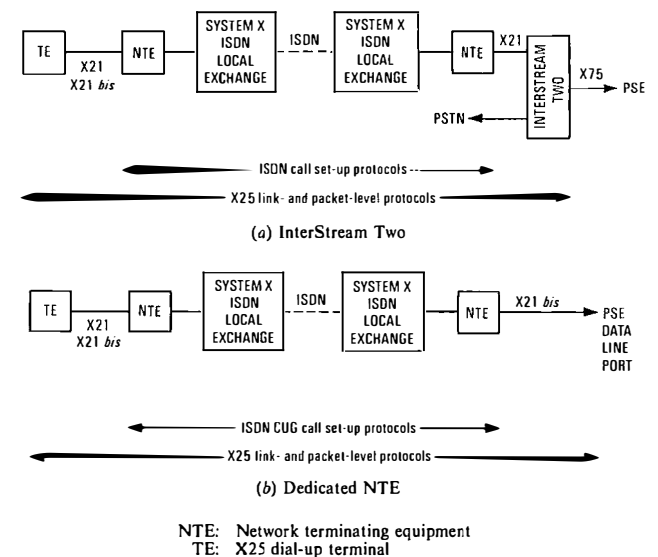 TE
X21
X21 bis
NTE
SYSTEM X
ISDN
LOCAL
EXCHANGE
ISDN
SYSTEM X
ISDN
LOCAL
EXCHANGE
NTE
X21
INTERSTREAM
TWO
X75
PSE
PSTN
ISDN call set-up protocols
X25 link- and packet-level protocols
(a) InterStream Two
TE
X21
X21 bis
NTE
SYSTEM X
ISDN
LOCAL
EXCHANGE
ISDN
SYSTEM X
ISDN
LOCAL
EXCHANGE
NTE
X21 bis
PSE
DATA
LINE
PORT
ISDN CUG call set-up protocols
X25 link- and packet-level protocols
(b) Dedicated NTE
NTE: Network terminating equipment
TE: X25 dial-up terminal